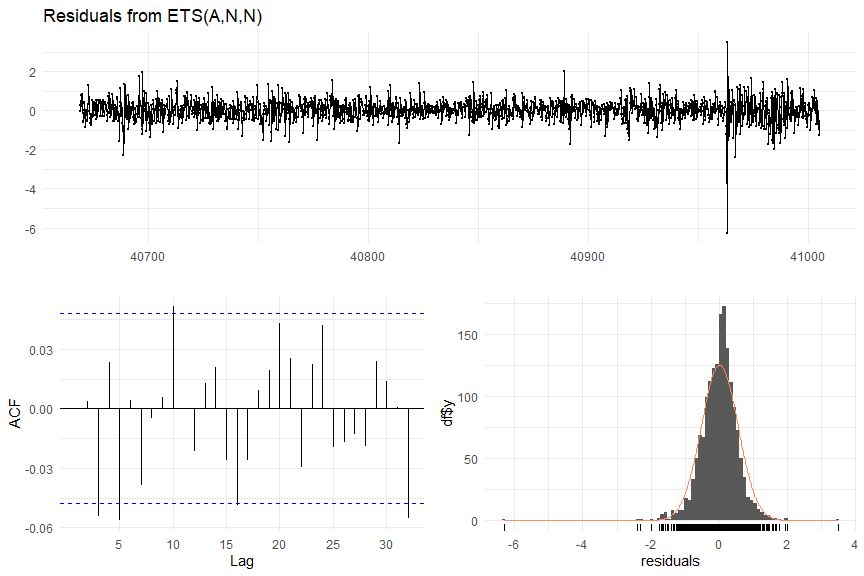 Residuals from ETS(A,N,N)
2
0
-2
-4
-6
40700 40800 40900 41000
ACF
0.03
0.00
-0.03
-0.06
5 10 15 20 25 30
Lag
df$y
150
100
50
0
-6 -4 -2 0 2 4
residuals